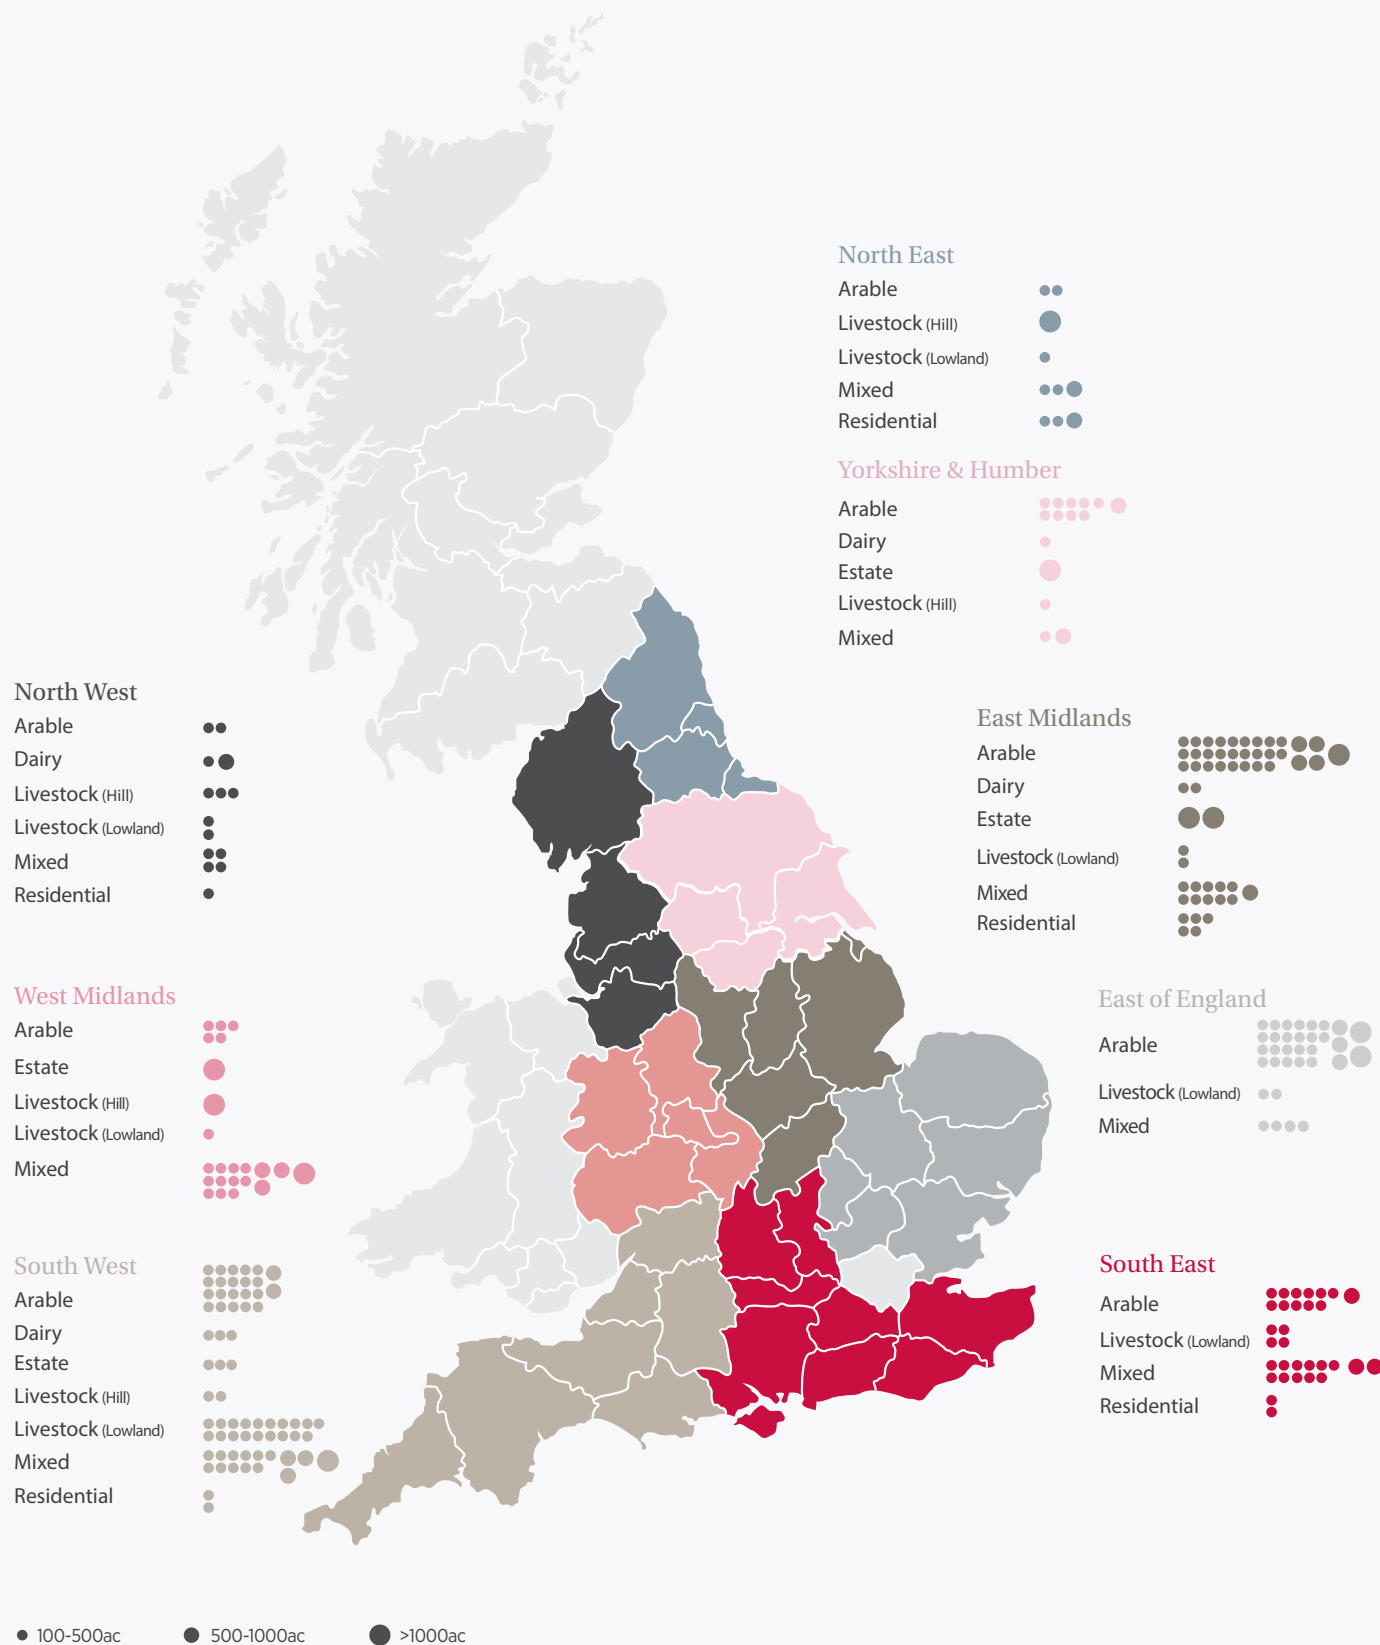 North East
Arable
Livestock (Hill)
Livestock (Lowland)
Mixed
Residential
Yorkshire & Humber
Arable
Dairy
Estate
Livestock (Hill)
Mixed
North West
Arable
Dairy
Livestock (Hill)
Livestock (Lowland)
Mixed
Residential
East Midlands
Arable
Dairy
Estate
Livestock (Lowland)
Mixed
Residential
West Midlands
Arable
Estate
Livestock (Hill)
Livestock (Lowland)
Mixed
East of England
Arable
Livestock (Lowland)
Mixed
South West
Arable
Dairy
Estate
Livestock (Hill)
Livestock (Lowland)
Mixed
Residential
South East
Arable
Livestock (Lowland)
Mixed
Residential
100-500ac 500-1000ac >1000ac